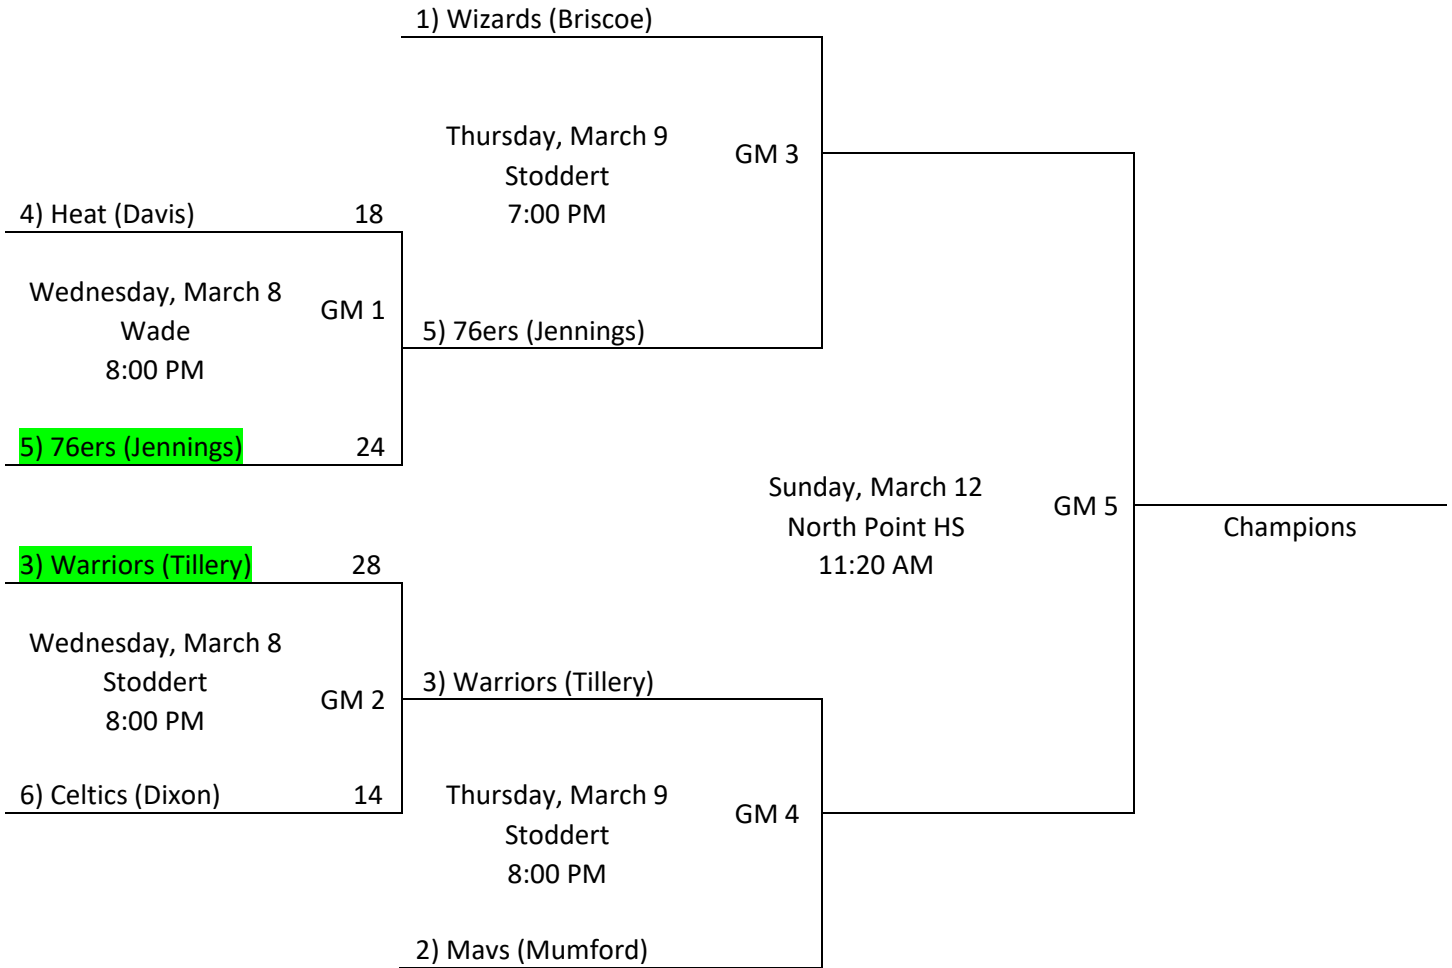 1) Wizards (Briscoe)
Thursday, March 9
Stoddert
7:00 PM
GM 3
4) Heat (Davis) 18
Wednesday, March 8
Wade
8:00 PM
GM 1
5) 76ers (Jennings)
5) 76ers (Jennings) 24
Sunday, March 12
North Point HS
11:20 AM
GM 5
Champions
3) Warriors (Tillery) 28
Wednesday, March 8
Stoddert
8:00 PM
GM 2
3) Warriors (Tillery)
6) Celtics (Dixon) 14
Thursday, March 9
Stoddert
8:00 PM
GM 4
2) Mavs (Mumford)